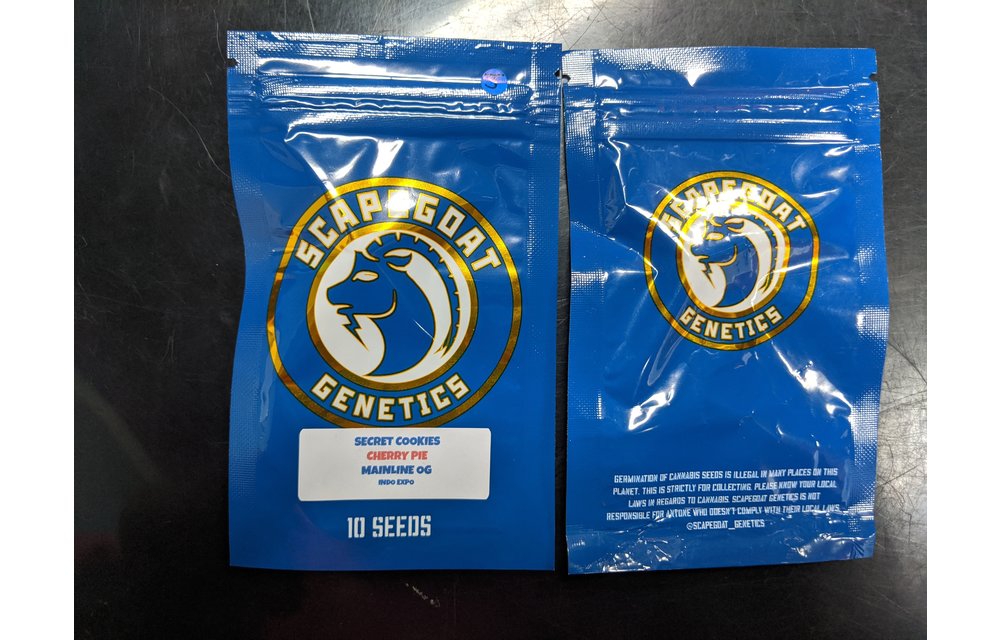 SCAPEGOAT
GENETICS
SECRET COOKIES
CHERRY PIE
MAINLINE OG
INDO EXPO
10 SEEDS
SCAPEGOAT
GENETICS
GERMINATION OF CANNABIS SEEDS IS ILLEGAL IN MANY PLACES ON THIS
PLANET. THIS IS STRICTLY FOR COLLECTING. PLEASE KNOW YOUR LOCAL
LAWS IN REGARDS TO CANNABIS. SCAPEGOAT GENETICS IS NOT
RESPONSIBLE FOR ANYONE WHO DOESN'T COMPLY WITH THEIR LOCAL LAWS
@SCAPEGOAT_GENETICS